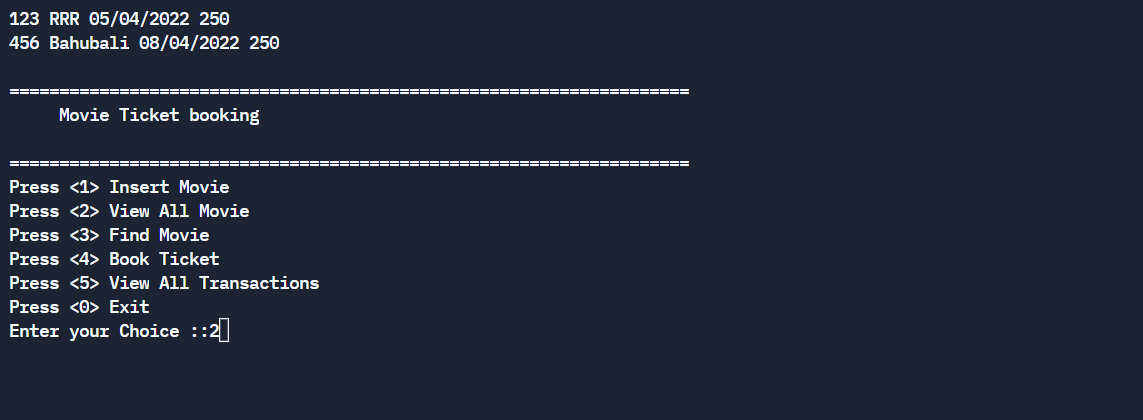 123 RRR 05/04/2022 250
456 Bahubali 08/04/2022 250
====================================================================
Movie Ticket booking
====================================================================
Press <1> Insert Movie
Press <2> View All Movie
Press <3> Find Movie
Press <4> Book Ticket
Press <5> View All Transactions
Press <0> Exit
Enter your Choice ::2